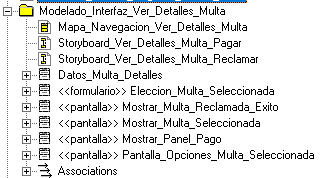 Modelado_Interfaz_Ver_Detalles_Multa
Mapa_Navegacion_Ver_Detalles_Multa
Storyboard_Ver_Detalles_Multa_Pagar
Storyboard_Ver_Detalles_Multa_Reclamar
Datos_Multa_Detalles
<<formulario>> Eleccion_Multa_Seleccionada
<<pantalla>> Mostrar_Multa_Reclamada_Exito
<<pantalla>> Mostrar_Multa_Seleccionada
<<pantalla>> Mostrar_Panel_Pago
<<pantalla>> Pantalla_Opciones_Multa_Seleccionada
Associations